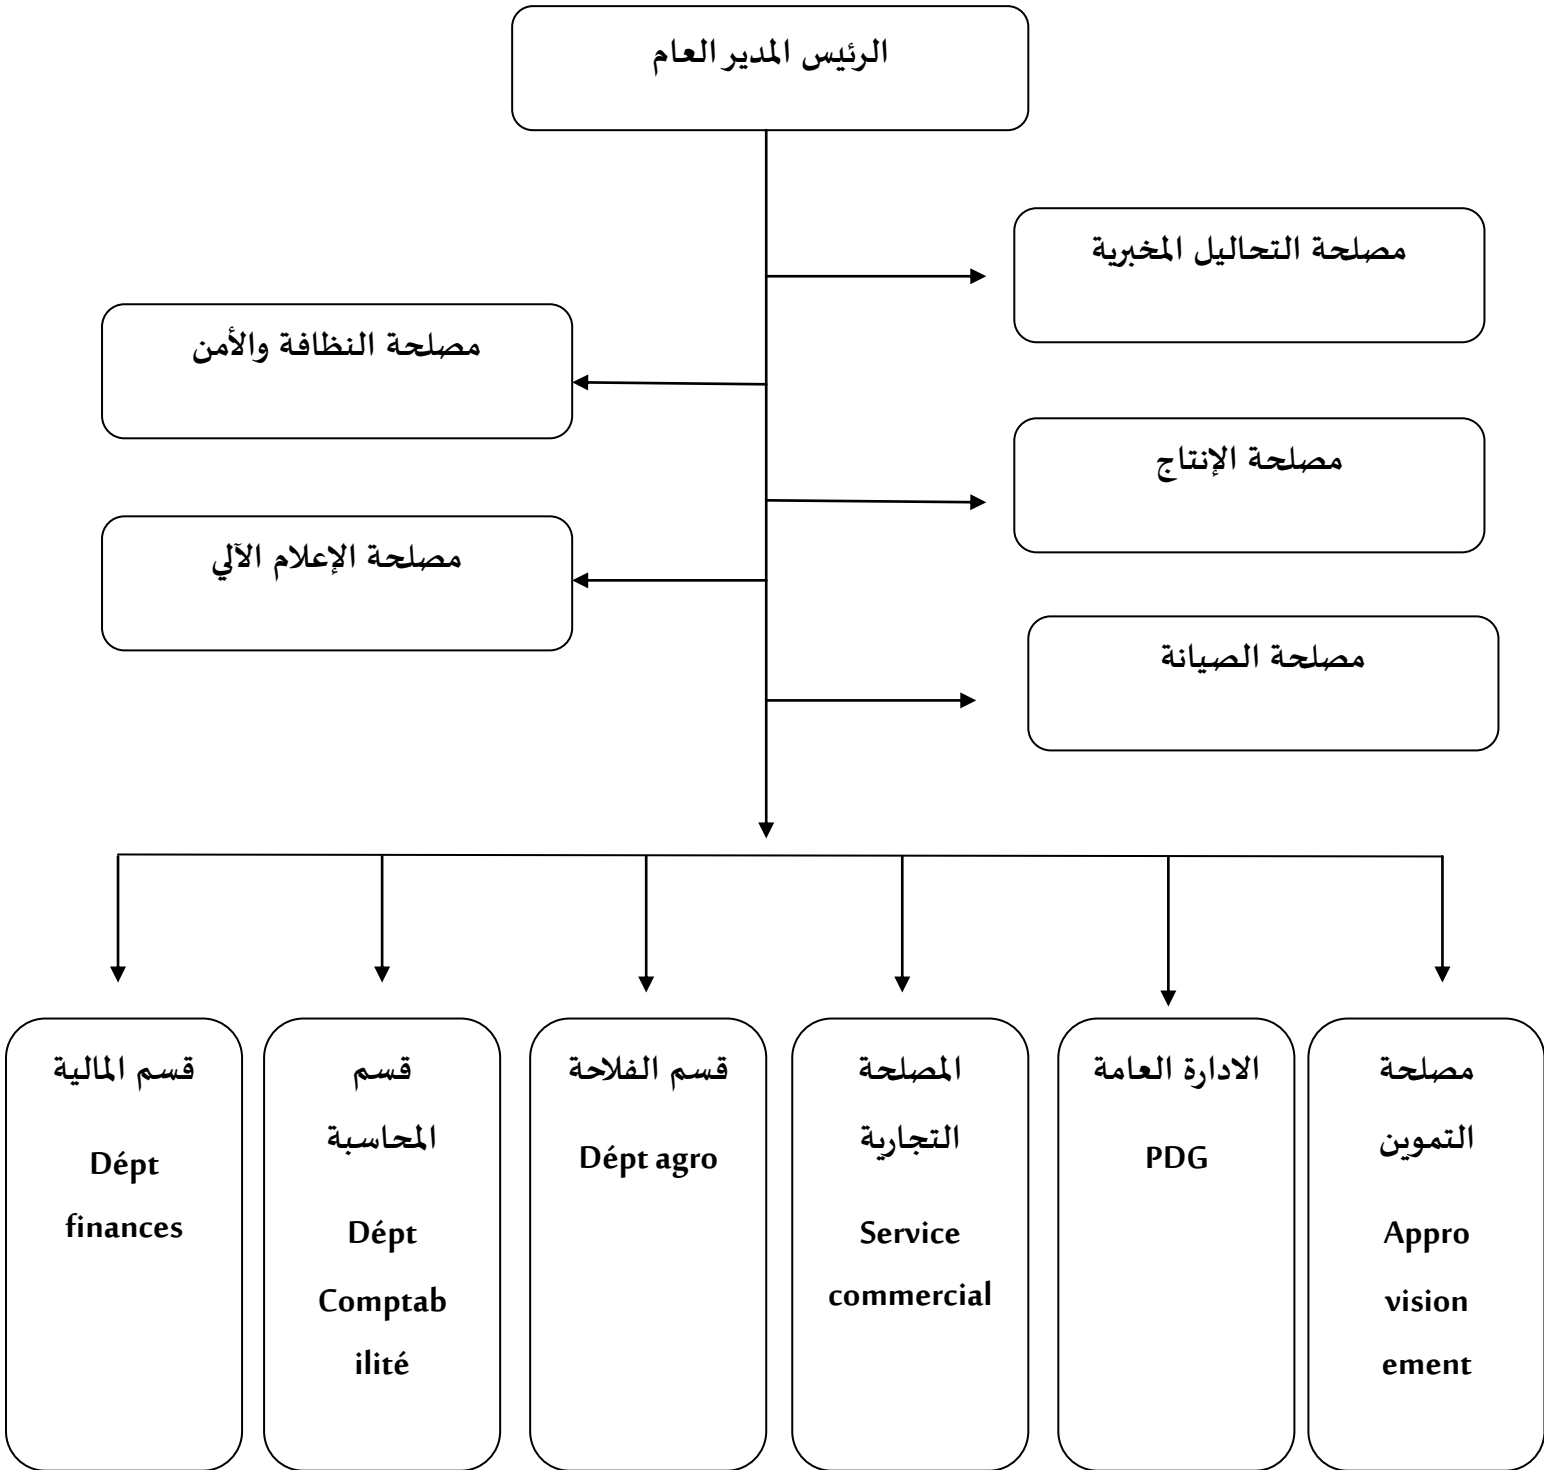 الرئيس المدير العام
مصلحة التحاليل المخبرية
مصلحة النظافة والأمن
مصلحة الإنتاج
مصلحة الإعلام الآلي
مصلحة الصيانة
مصلحة
التموين
Appro
vision
ement
الادارة العامة
PDG
المصلحة
التجارية
Service
commercial
قسم الفلاحة
Dépt agro
قسم
المحاسبة
Dépt
Comptab
ilité
قسم المالية
Dépt
finances